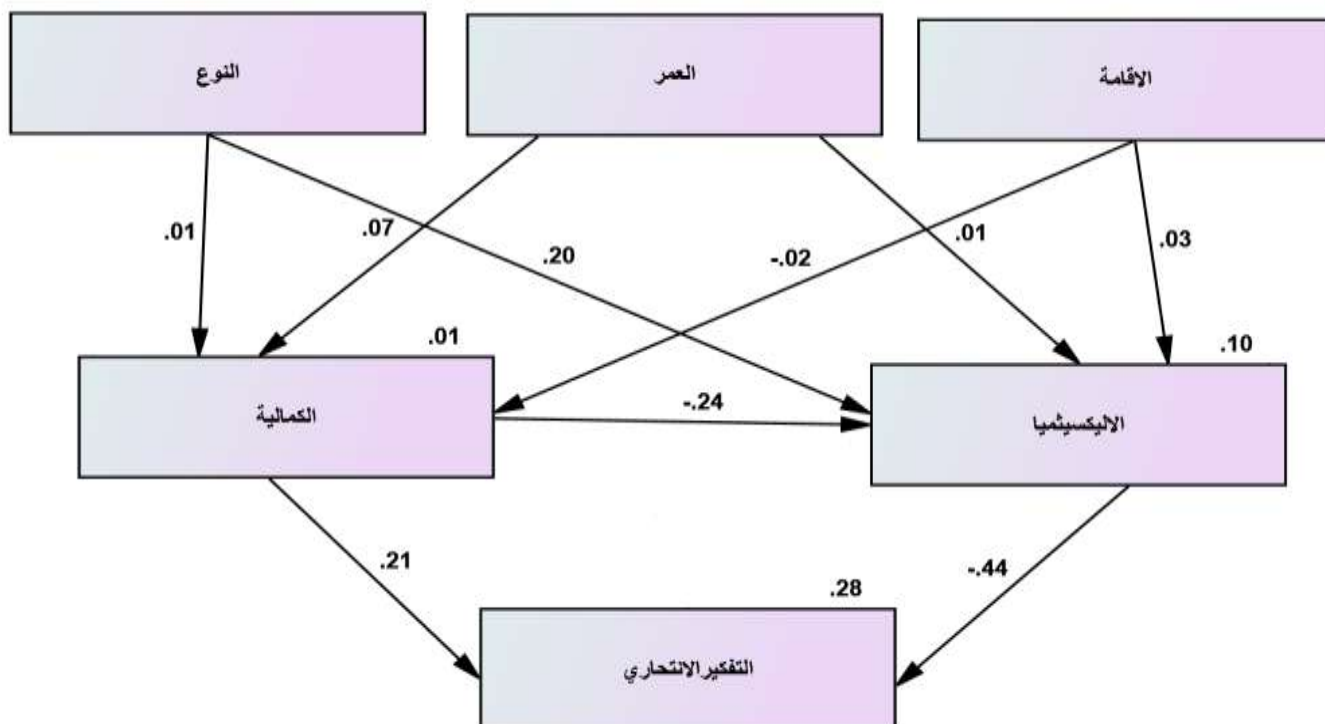 النوع
العمر
الاقامة
.01
.07
.20
-.02
.01
.03
.01
.10
الكمالية
-.24
الاليكسيثميا
.21
-.44
.28
التفكير الانتحاري